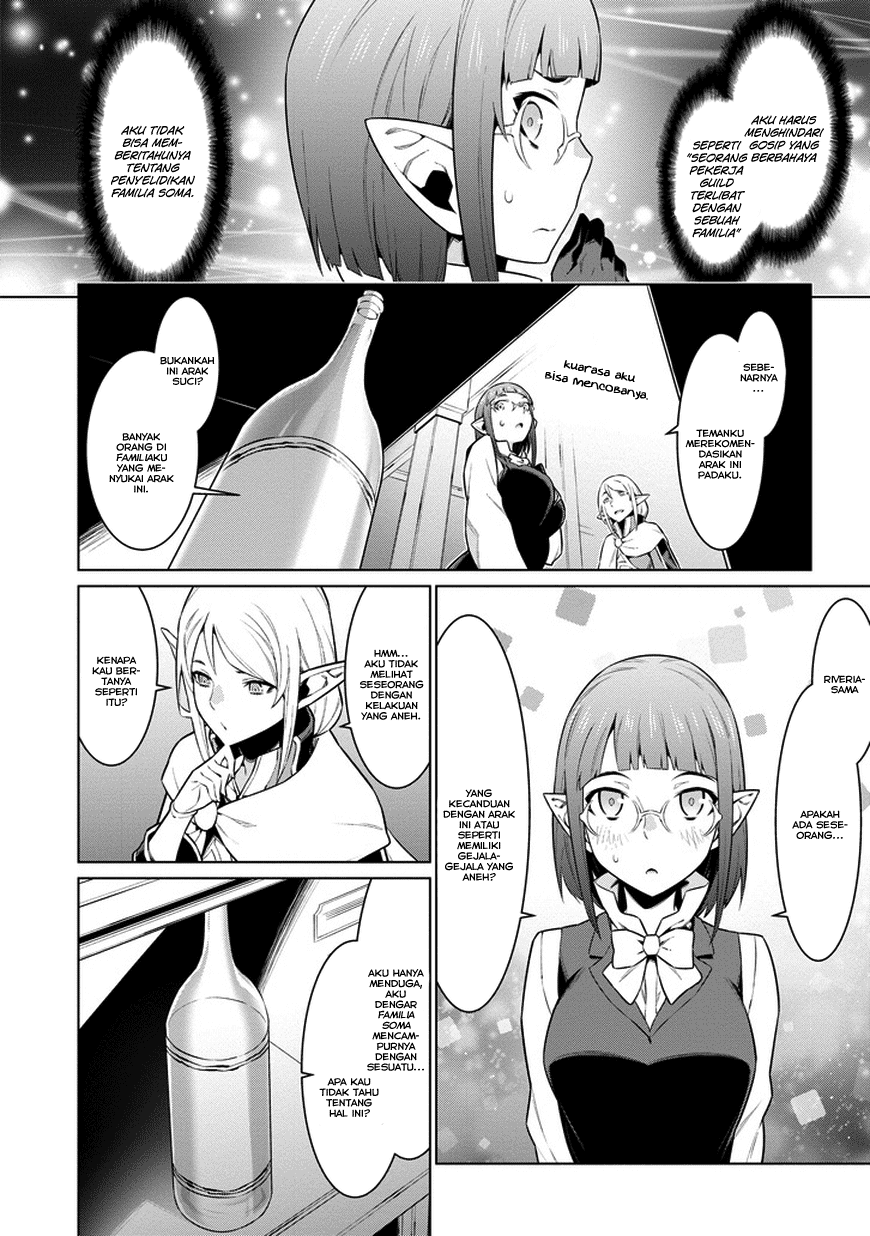 AKU HARUS
MENGHINDARI
GOSIP YANG
BERBAHAYA
SEPERTI
"SEORANG
PEKERJA
GUILD
TERLIBAT
DENGAN
SEBUAH
FAMILIA"
AKU TIDAK
BISA MEM-
BERITAHUNYA
TENTANG
PENYELIDIKAN
FAMILIA SOMA.
SEBE-
NARNYA
...
TEMANKU
MEREKOMEN-
DASIKAN
ARAK INI
PADAKU.
kuarasa aku
bisa mencobanya.
BUKANKAH
INI ARAK
SUCI?
BANYAK
ORANG DI
FAMILIAKU
YANG ME-
NYUKAI ARAK
INI.
RIVERIA-
SAMA
APAKAH
ADA SESE-
ORANG...
YANG
KECANDUAN
DENGAN ARAK
INI ATAU
SEPERTI
MEMILIKI
GEJALA-
GEJALA YANG
ANEH?
HMM...
AKU TIDAK
MELIHAT
SESEORANG
DENGAN
KELAKUAN
YANG ANEH.
KENAPA
KAU BER-
TANYA
SEPERTI
ITU?
AKU HANYA
MENDUGA,
AKU
DENGAR
FAMILIA
SOMA
MENCAM-
PURNYA
DENGAN
SESUATU...
APA KAU
TIDAK TAHU
TENTANG
HAL INI?